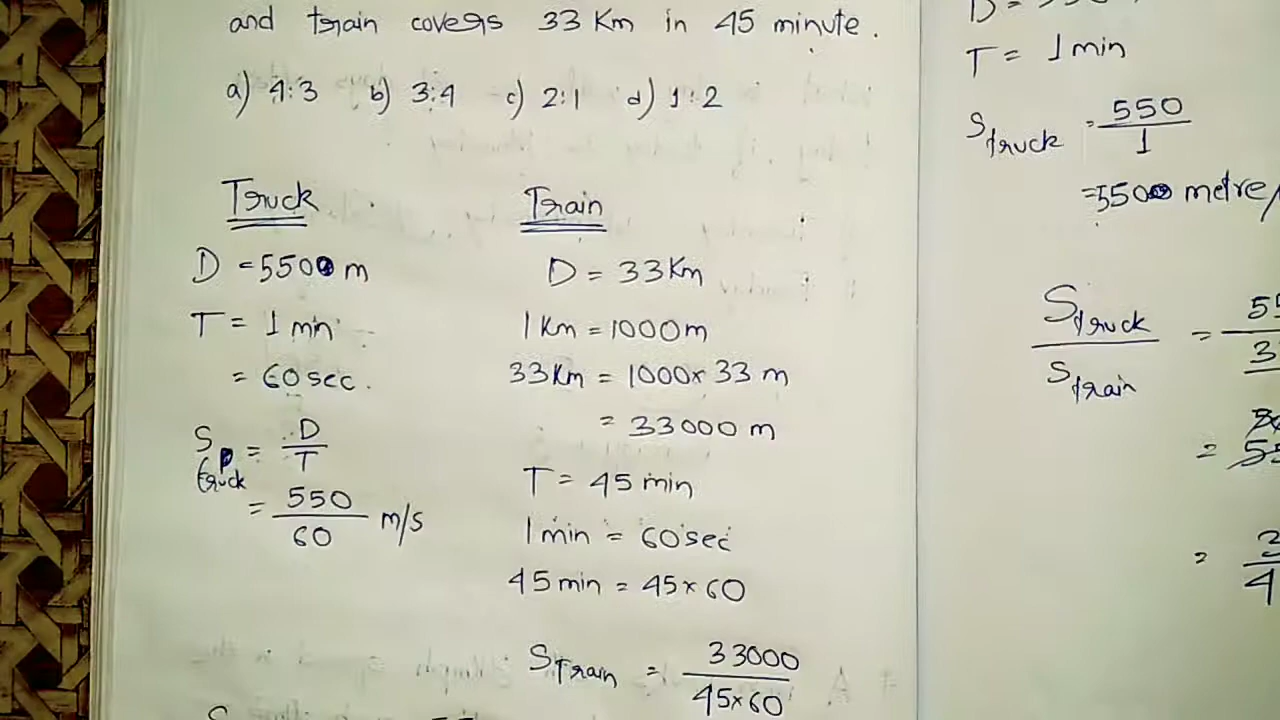 and train covers 33 Km in 45 minute.
a) 4:3 b) 3:4 c) 2:1 d) 1:2
Truck
D = 550 m
T = 1 min
= 60 sec.
Sp truck = D/T
= 550/60 m/s
Train
D = 33 Km
1 Km = 1000 m
33 Km = 1000 × 33 m
= 33000 m
T = 45 min
1 min = 60 sec
45 min = 45 × 60
S Train = 33000/45×60
T = 1 min
S truck = 550/1
= 550 metre/
S truck/S train =